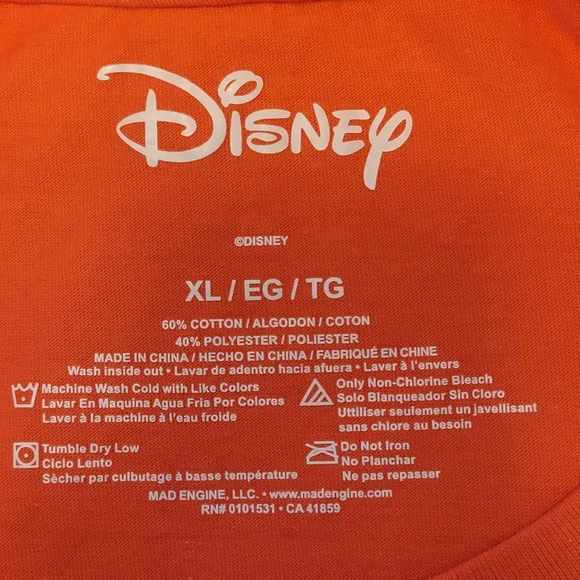 Disney
©DISNEY
XL / EG / TG
60% COTTON / ALGODON / COTON
40% POLYESTER / POLIESTER
MADE IN CHINA / HECHO EN CHINA / FABRIQUÉ EN CHINE
Wash inside out • Lavar de adentro hacia afuera • Laver à l'envers
Machine Wash Cold with Like Colors
Lavar En Maquina Agua Fria Por Colores
Laver à la machine à l'eau froide
Only Non-Chlorine Bleach
Solo Blanqueador Sin Cloro
Uttiliser seulement un javellisant
sans chlore au besoin
Tumble Dry Low
Ciclo Lento
Sècher par culbutage à basse température
Do Not Iron
No Planchar
Ne pas repasser
MAD ENGINE, LLC. • www.madengine.com
RN# 0101531 • CA 41859